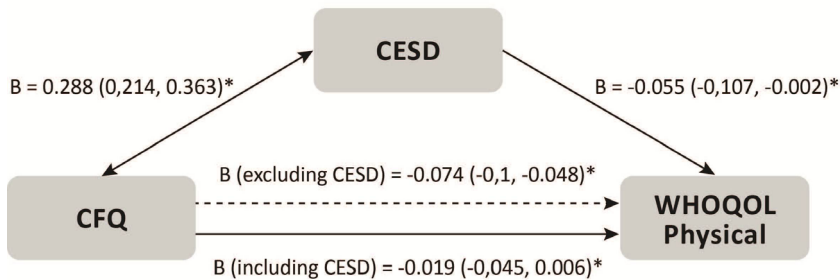 CESD
B = 0.288 (0,214, 0.363)*
B = -0.055 (-0,107, -0.002)*
B (excluding CESD) = -0.074 (-0,1, -0.048)*
CFQ
WHOQOL
Physical
B (including CESD) = -0.019 (-0,045, 0.006)*